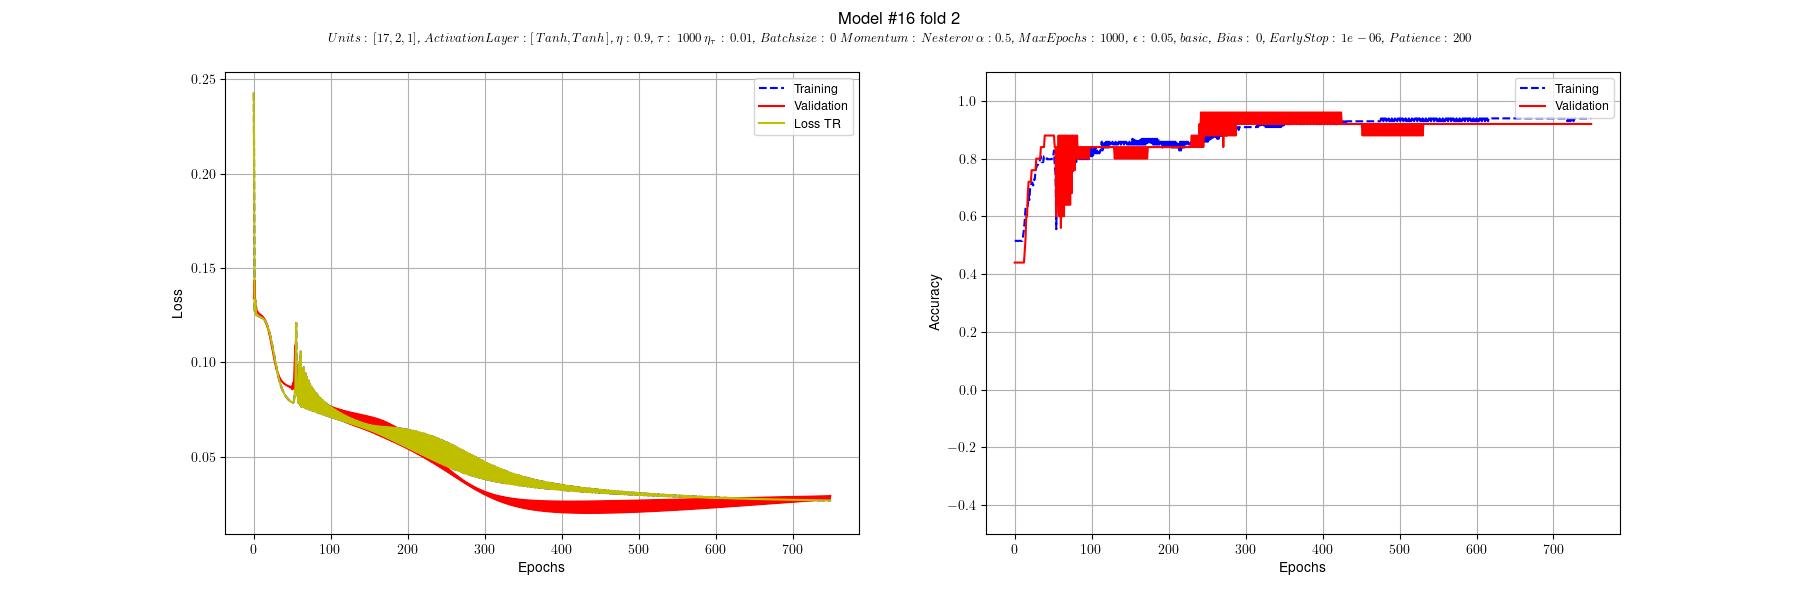 Model #16 fold 2
Units : [17, 2, 1], ActivationLayer : [Tanh, Tanh], η : 0.9, τ : 1000 ητ : 0.01, Batchsize : 0 Momentum : Nesterov α : 0.5, MaxEpochs : 1000, ϵ : 0.05, basic, Bias : 0, EarlyStop : 1e − 06, Patience : 200
0.25
0.20
0.15
0.10
0.05
Loss
0 100 200 300 400 500 600 700
Epochs
Training
Validation
Loss TR
1.0
0.8
0.6
0.4
0.2
0.0
−0.2
−0.4
Accuracy
0 100 200 300 400 500 600 700
Epochs
Training
Validation